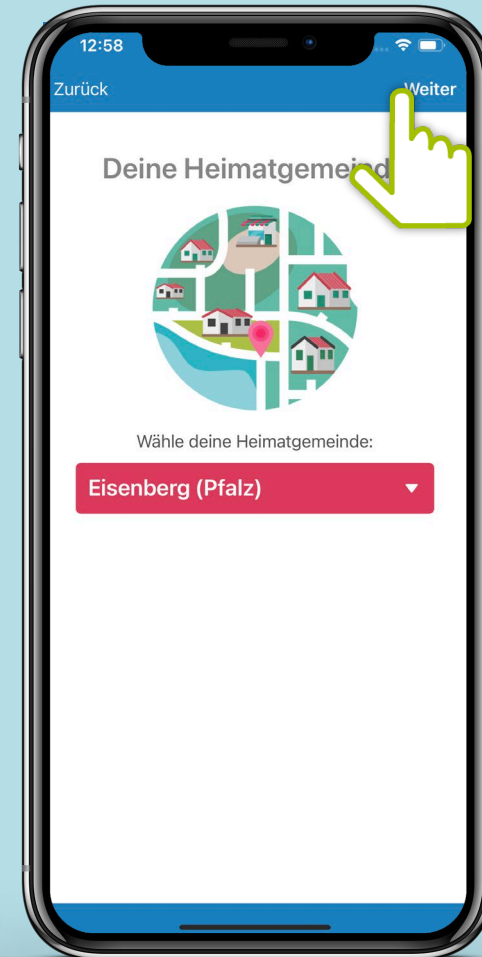 12:58
Zurück
Weiter
Deine Heimatgemeind
Wähle deine Heimatgemeinde:
Eisenberg (Pfalz)